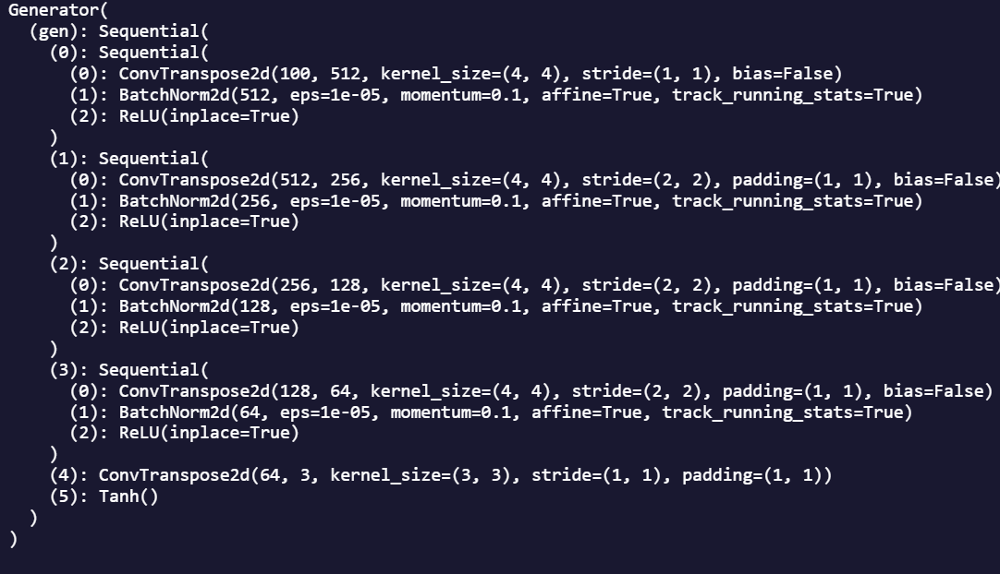 Generator(
  (gen): Sequential(
    (0): Sequential(
      (0): ConvTranspose2d(100, 512, kernel_size=(4, 4), stride=(1, 1), bias=False)
      (1): BatchNorm2d(512, eps=1e-05, momentum=0.1, affine=True, track_running_stats=True)
      (2): ReLU(inplace=True)
    )
    (1): Sequential(
      (0): ConvTranspose2d(512, 256, kernel_size=(4, 4), stride=(2, 2), padding=(1, 1), bias=False)
      (1): BatchNorm2d(256, eps=1e-05, momentum=0.1, affine=True, track_running_stats=True)
      (2): ReLU(inplace=True)
    )
    (2): Sequential(
      (0): ConvTranspose2d(256, 128, kernel_size=(4, 4), stride=(2, 2), padding=(1, 1), bias=False)
      (1): BatchNorm2d(128, eps=1e-05, momentum=0.1, affine=True, track_running_stats=True)
      (2): ReLU(inplace=True)
    )
    (3): Sequential(
      (0): ConvTranspose2d(128, 64, kernel_size=(4, 4), stride=(2, 2), padding=(1, 1), bias=False)
      (1): BatchNorm2d(64, eps=1e-05, momentum=0.1, affine=True, track_running_stats=True)
      (2): ReLU(inplace=True)
    )
    (4): ConvTranspose2d(64, 3, kernel_size=(3, 3), stride=(1, 1), padding=(1, 1))
    (5): Tanh()
  )
)